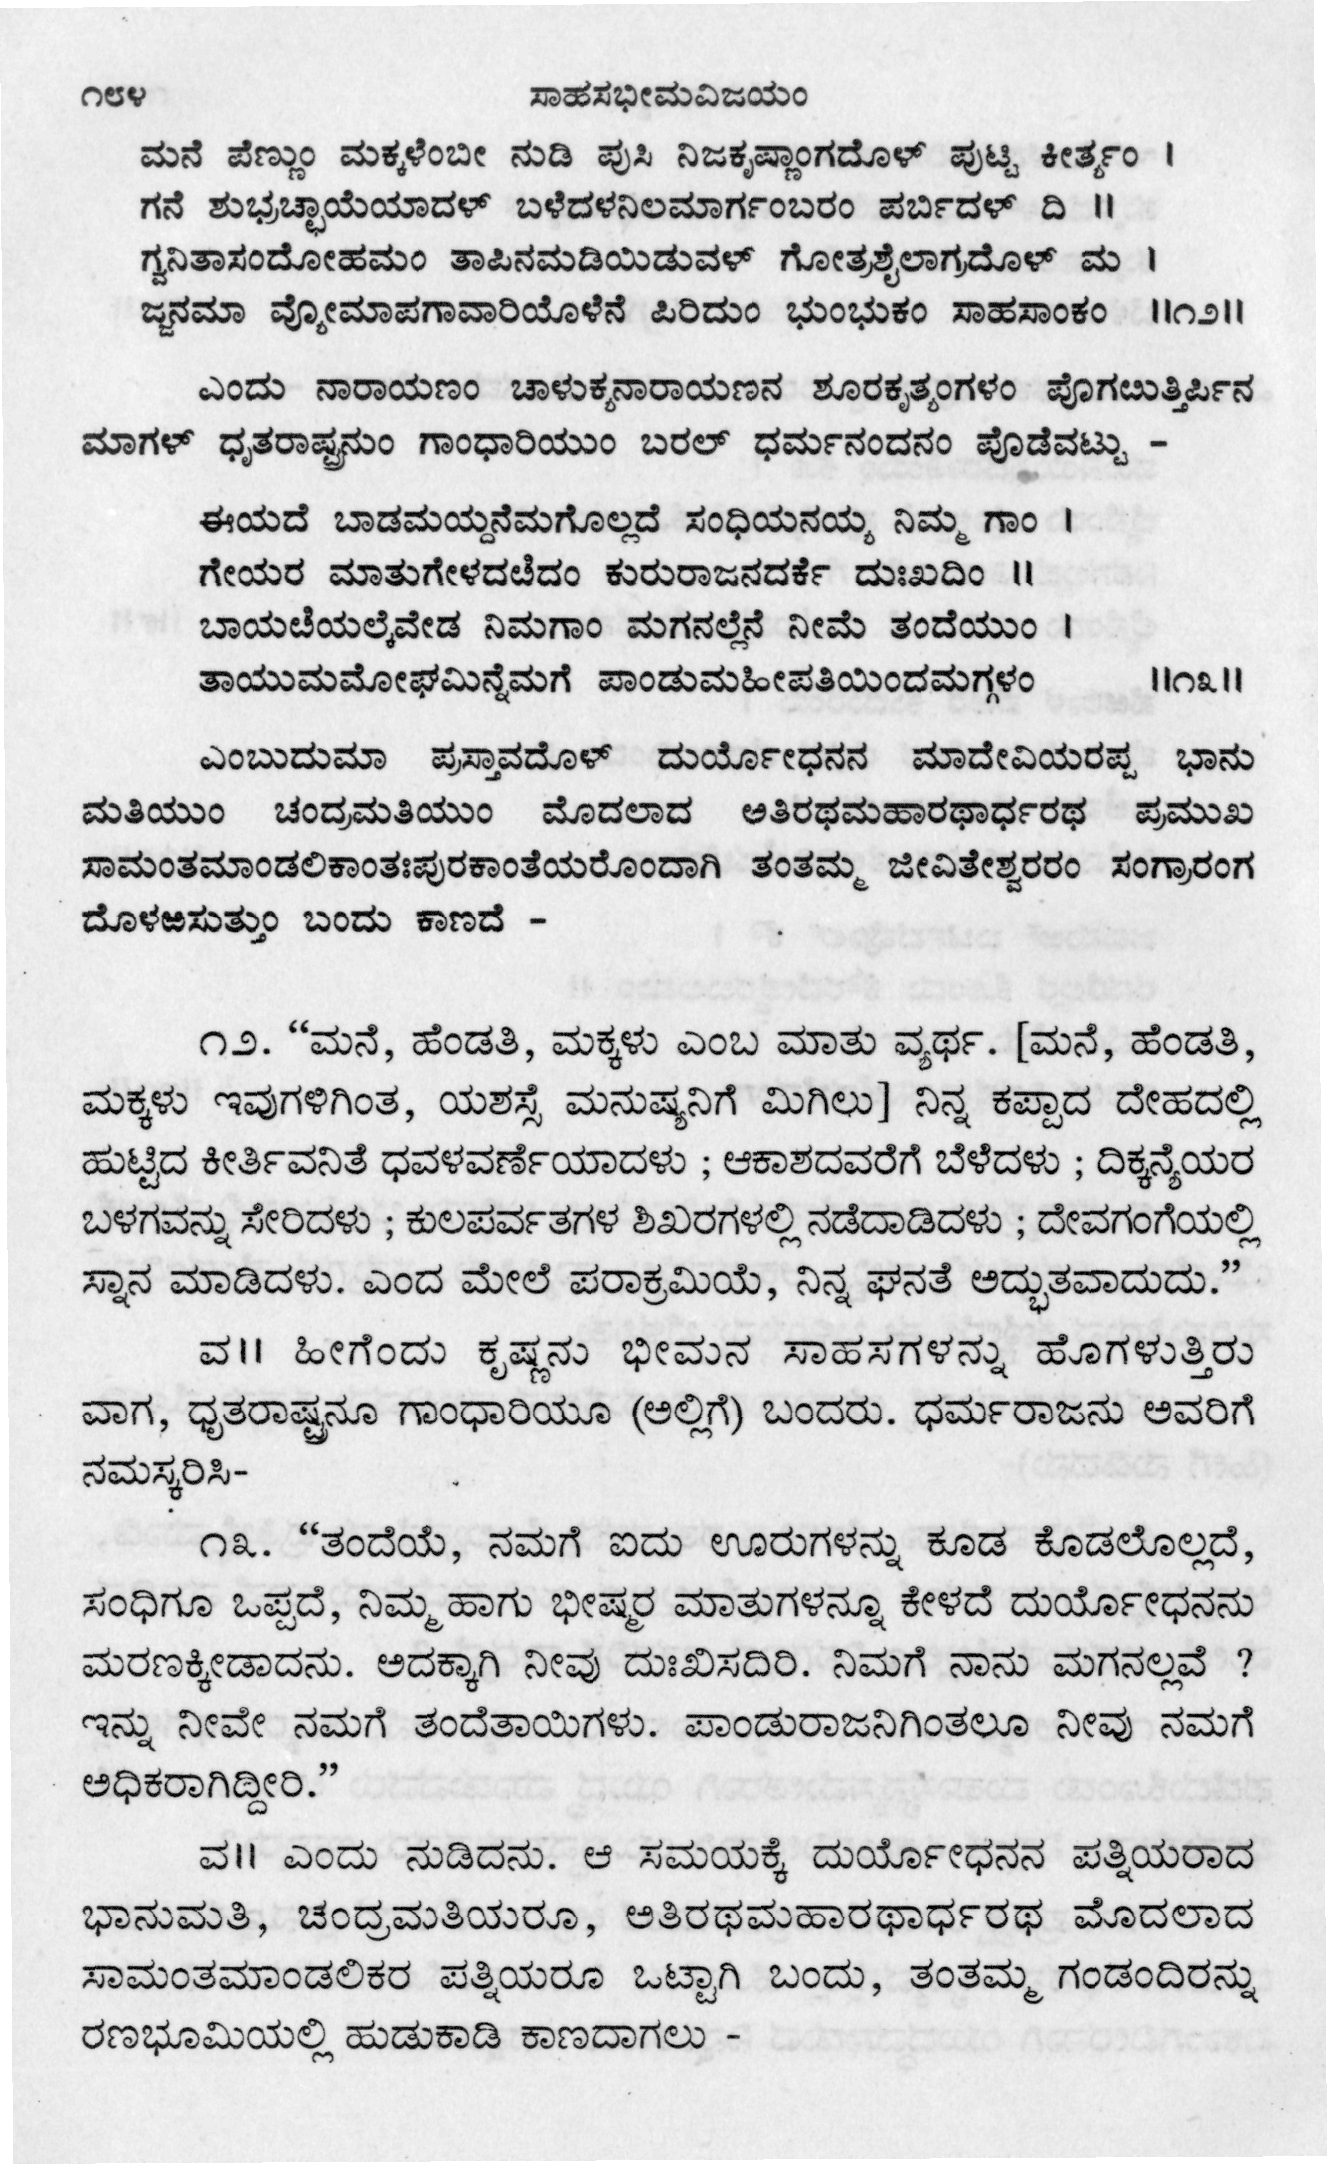 ೧೮೪ ಸಾಹಸಭೀಮವಿಜಯಂ
ಮನೆ ಪೆಣ್ಣುಂ ಮಕ್ಕಳೆಂಬೀ ನುಡಿ ಪುಸಿ ನಿಜಕೃಷ್ಣಾಂಗದೊಳ್ ಪುಟ್ಟಿ ಕೀರ್ತ್ಯಂ ।
ಗನೆ ಶುಭ್ರಚ್ಛಾಯೆಯಾದಳ್ ಬಳೆದಳನಿಲಮಾರ್ಗಂಬರಂ ಪರ್ಬಿದಳ್ ದಿ ॥
ಗ್ವನಿತಾಸಂದೋಹಮಂ ತಾಪಿನಮಡಿಯಿಡುವಳ್ ಗೋತ್ರಶೈಲಾಗ್ರದೊಳ್ ಮ ।
ಜ್ಜನಮಾ ವ್ಯೋಮಾಪಗಾವಾರಿಯೊಳೆನೆ ಪಿರಿದುಂ ಭುಂಭುಕಂ ಸಾಹಸಾಂಕಂ ॥೧೨॥
ಎಂದು ನಾರಾಯಣಂ ಚಾಳುಕ್ಯನಾರಾಯಣನ ಶೂರಕೃತ್ಯಂಗಳಂ ಪೊಗೞುತ್ತಿರ್ಪಿನ
ಮಾಗಳ್ ಧೃತರಾಷ್ಟ್ರನುಂ ಗಾಂಧಾರಿಯುಂ ಬರಲ್ ಧರ್ಮನಂದನಂ ಪೊಡೆವಟ್ಟು –
ಈಯದೆ ಬಾಡಮಯ್ದನೆಮಗೊಲ್ಲದೆ ಸಂಧಿಯನಯ್ಯ ನಿಮ್ಮ ಗಾಂ ।
ಗೇಯರ ಮಾತುಗೇಳದೞಿದಂ ಕುರುರಾಜನದರ್ಕೆ ದುಃಖದಿಂ ॥
ಬಾಯೞಿಯಲ್ಕೆವೇಡ ನಿಮಗಾಂ ಮಗನಲ್ಲೆನೆ ನೀಮೆ ತಂದೆಯುಂ ।
ತಾಯುಮಮೋಘಮಿನ್ನೆಮಗೆ ಪಾಂಡುಮಹೀಪತಿಯಿಂದಮಗ್ಗಳಂ ॥೧೩॥
ಎಂಬುದುಮಾ ಪ್ರಸ್ತಾವದೊಳ್ ದುರ್ಯೋಧನನ ಮಾದೇವಿಯರಪ್ಪ ಭಾನು
ಮತಿಯುಂ ಚಂದ್ರಮತಿಯುಂ ಮೊದಲಾದ ಅತಿರಥಮಹಾರಥಾರ್ಧರಥ ಪ್ರಮುಖ
ಸಾಮಂತಮಾಂಡಲಿಕಾಂತಃಪುರಕಾಂತೆಯರೊಂದಾಗಿ ತಂತಮ್ಮ ಜೀವಿತೇಶ್ವರರಂ ಸಂಗ್ರಾರಂಗ
ದೊಳಱಸುತ್ತುಂ ಬಂದು ಕಾಣದೆ –
೧೨. “ಮನೆ, ಹೆಂಡತಿ, ಮಕ್ಕಳು ಎಂಬ ಮಾತು ವ್ಯರ್ಥ. [ಮನೆ, ಹೆಂಡತಿ,
ಮಕ್ಕಳು ಇವುಗಳಿಗಿಂತ, ಯಶಸ್ಸೆ ಮನುಷ್ಯನಿಗೆ ಮಿಗಿಲು] ನಿನ್ನ ಕಪ್ಪಾದ ದೇಹದಲ್ಲಿ
ಹುಟ್ಟಿದ ಕೀರ್ತಿವನಿತೆ ಧವಳವರ್ಣೆಯಾದಳು ; ಆಕಾಶದವರೆಗೆ ಬೆಳೆದಳು ; ದಿಕ್ಕನ್ಯೆಯರ
ಬಳಗವನ್ನು ಸೇರಿದಳು ; ಕುಲಪರ್ವತಗಳ ಶಿಖರಗಳಲ್ಲಿ ನಡೆದಾಡಿದಳು ; ದೇವಗಂಗೆಯಲ್ಲಿ
ಸ್ನಾನ ಮಾಡಿದಳು. ಎಂದ ಮೇಲೆ ಪರಾಕ್ರಮಿಯೆ, ನಿನ್ನ ಘನತೆ ಅದ್ಭುತವಾದುದು.”
ವ॥ ಹೀಗೆಂದು ಕೃಷ್ಣನು ಭೀಮನ ಸಾಹಸಗಳನ್ನು ಹೊಗಳುತ್ತಿರು
ವಾಗ, ಧೃತರಾಷ್ಟ್ರನೂ ಗಾಂಧಾರಿಯೂ (ಅಲ್ಲಿಗೆ) ಬಂದರು. ಧರ್ಮರಾಜನು ಅವರಿಗೆ
ನಮಸ್ಕರಿಸಿ–
೧೩. “ತಂದೆಯೆ, ನಮಗೆ ಐದು ಊರುಗಳನ್ನು ಕೂಡ ಕೊಡಲೊಲ್ಲದೆ,
ಸಂಧಿಗೂ ಒಪ್ಪದೆ, ನಿಮ್ಮ ಹಾಗು ಭೀಷ್ಮರ ಮಾತುಗಳನ್ನೂ ಕೇಳದೆ ದುರ್ಯೋಧನನು
ಮರಣಕ್ಕೀಡಾದನು. ಅದಕ್ಕಾಗಿ ನೀವು ದುಃಖಿಸದಿರಿ. ನಿಮಗೆ ನಾನು ಮಗನಲ್ಲವೆ ?
ಇನ್ನು ನೀವೇ ನಮಗೆ ತಂದೆತಾಯಿಗಳು. ಪಾಂಡುರಾಜನಿಗಿಂತಲೂ ನೀವು ನಮಗೆ
ಅಧಿಕರಾಗಿದ್ದೀರಿ.”
ವ॥ ಎಂದು ನುಡಿದನು. ಆ ಸಮಯಕ್ಕೆ ದುರ್ಯೋಧನನ ಪತ್ನಿಯರಾದ
ಭಾನುಮತಿ, ಚಂದ್ರಮತಿಯರೂ, ಅತಿರಥಮಹಾರಥಾರ್ಧರಥ ಮೊದಲಾದ
ಸಾಮಂತಮಾಂಡಲಿಕರ ಪತ್ನಿಯರೂ ಒಟ್ಟಾಗಿ ಬಂದು, ತಂತಮ್ಮ ಗಂಡಂದಿರನ್ನು
ರಣಭೂಮಿಯಲ್ಲಿ ಹುಡುಕಾಡಿ ಕಾಣದಾಗಲು –